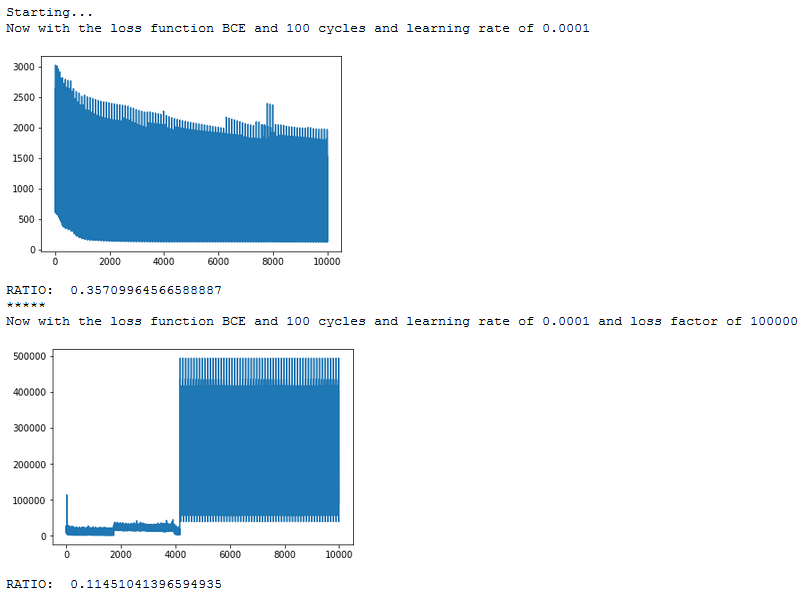 Starting...
Now with the loss function BCE and 100 cycles and learning rate of 0.0001
3000
2500
2000
1500
1000
500
0
0 2000 4000 6000 8000 10000
RATIO:  0.35709964566588887
*****
Now with the loss function BCE and 100 cycles and learning rate of 0.0001 and loss factor of 100000
500000
400000
300000
200000
100000
0
0 2000 4000 6000 8000 10000
RATIO:  0.11451041396594935